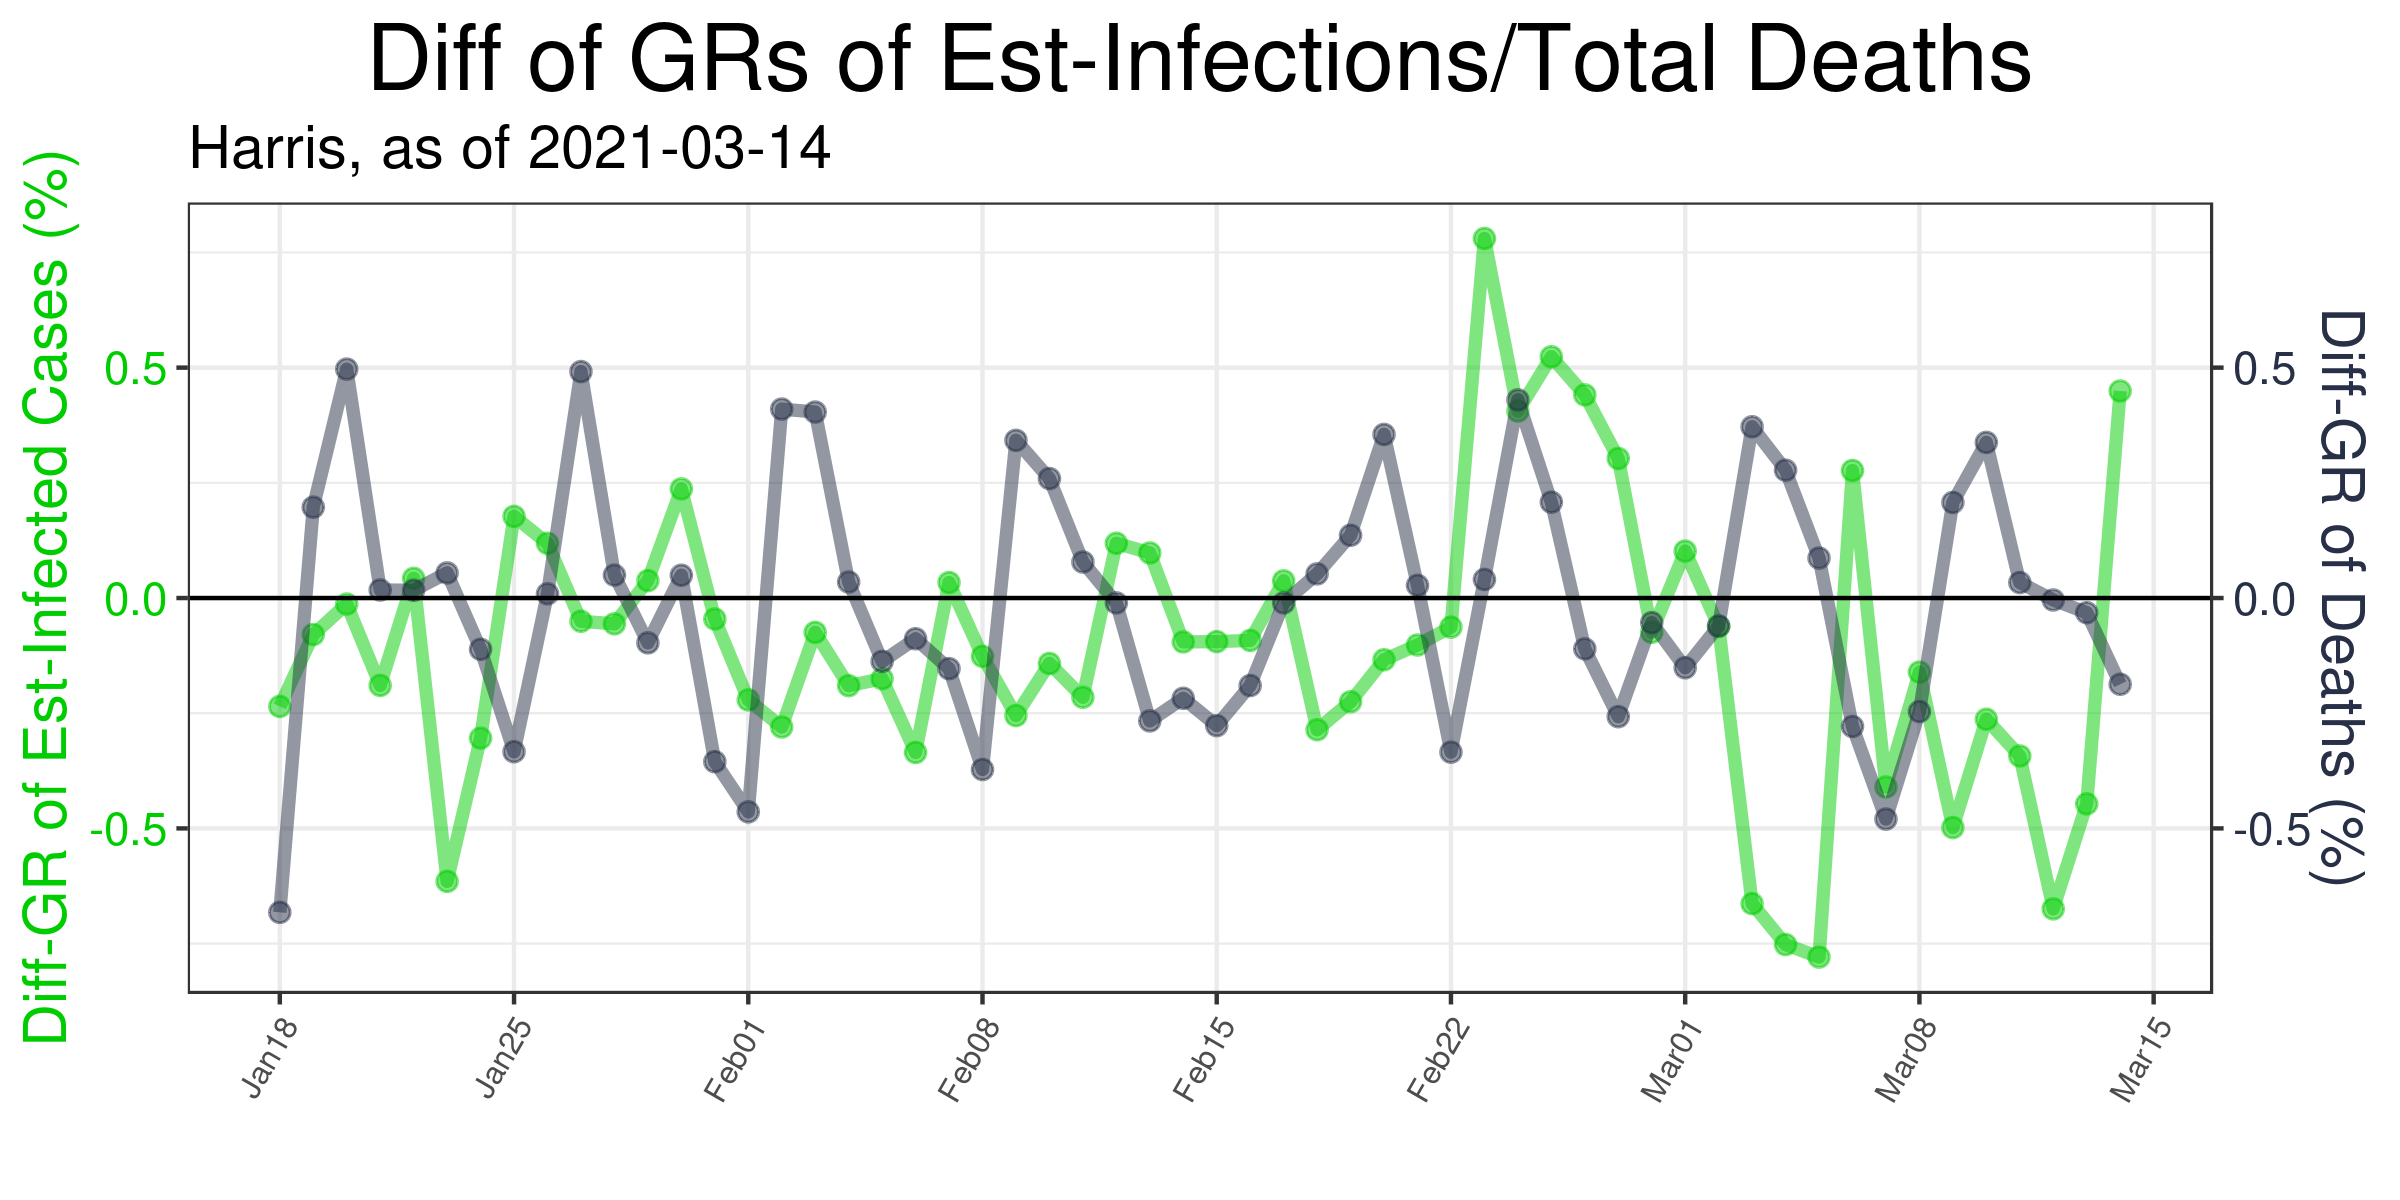 Diff of GRs of Est-Infections/Total Deaths
Harris, as of 2021-03-14
Diff-GR of Est-Infected Cases (%)
0.5
0.0
-0.5
0.5
0.0
-0.5
Diff-GR of Deaths (%)
Jan18
Jan25
Feb01
Feb08
Feb15
Feb22
Mar01
Mar08
Mar15